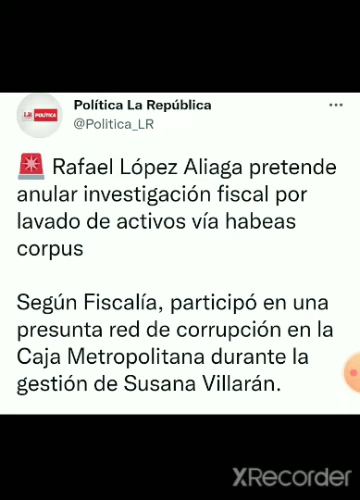 LR POLÍTICA
Política La República
@Politica_LR
🚨 Rafael López Aliaga pretende
anular investigación fiscal por
lavado de activos vía habeas
corpus
Según Fiscalía, participó en una
presunta red de corrupción en la
Caja Metropolitana durante la
gestión de Susana Villarán.
XRecorder